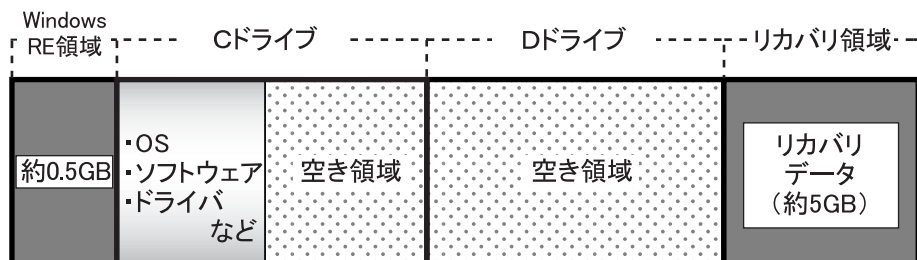 Windows
RE領域
Cドライブ
Dドライブ
リカバリ領域
約0.5GB
・OS
・ソフトウェア
・ドライバ
など
空き領域
空き領域
リカバリ
データ
（約5GB）